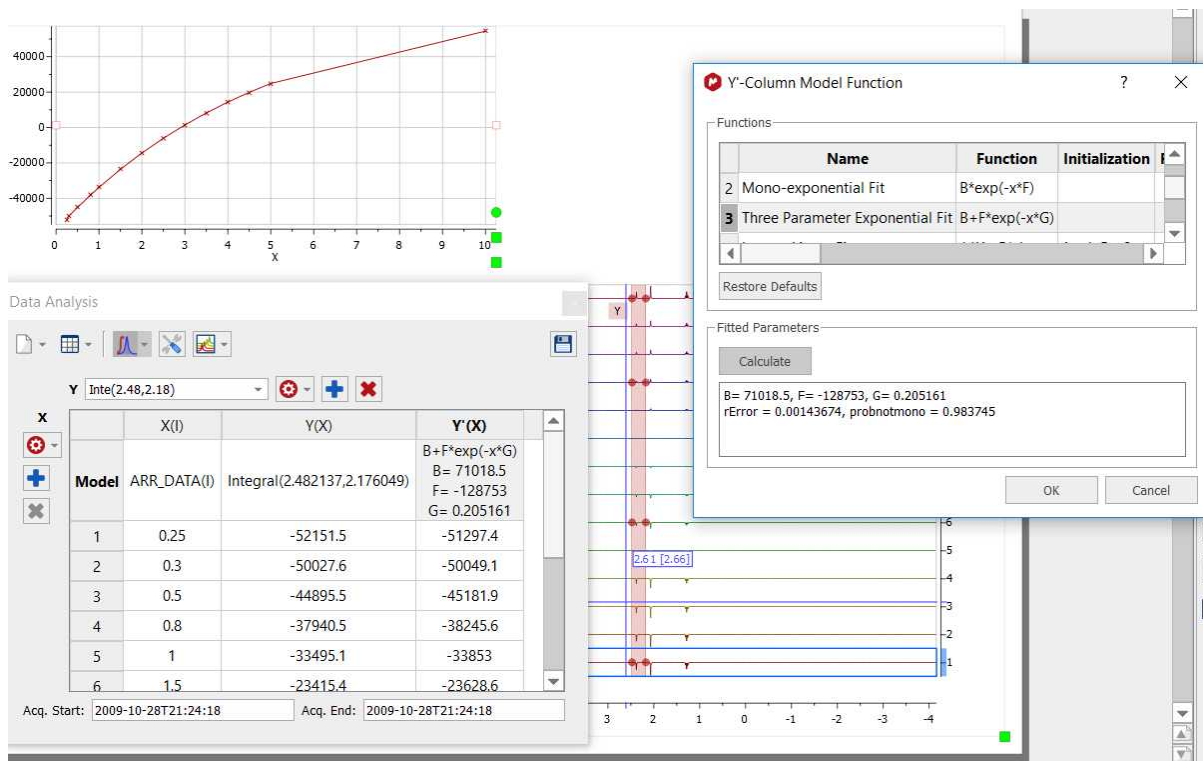 40000
20000
0
-20000
-40000
0 1 2 3 4 5 6 7 8 9 10
X
Y'-Column Model Function ? ×
Functions
Name Function Initialization
2 Mono-exponential Fit B*exp(-x*F)
3 Three Parameter Exponential Fit B+F*exp(-x*G)
Restore Defaults
Fitted Parameters
Calculate
B= 71018.5, F= -128753, G= 0.205161
rError = 0.00143674, probnotmono = 0.983745
OK Cancel
Data Analysis
Y Inte(2.48,2.18)
X
X(I) Y(X) Y'(X)
Model ARR_DATA(I) Integral(2.482137,2.176049) B+F*exp(-x*G)
B= 71018.5
F= -128753
G= 0.205161
1 0.25 -52151.5 -51297.4
2 0.3 -50027.6 -50049.1
3 0.5 -44895.5 -45181.9
4 0.8 -37940.5 -38245.6
5 1 -33495.1 -33853
6 1.5 -23415.4 -23628.6
Acq. Start: 2009-10-28T21:24:18 Acq. End: 2009-10-28T21:24:18
Y
2.61 [2.66]
6
5
4
3
2
1
3 2 1 0 -1 -2 -3 -4